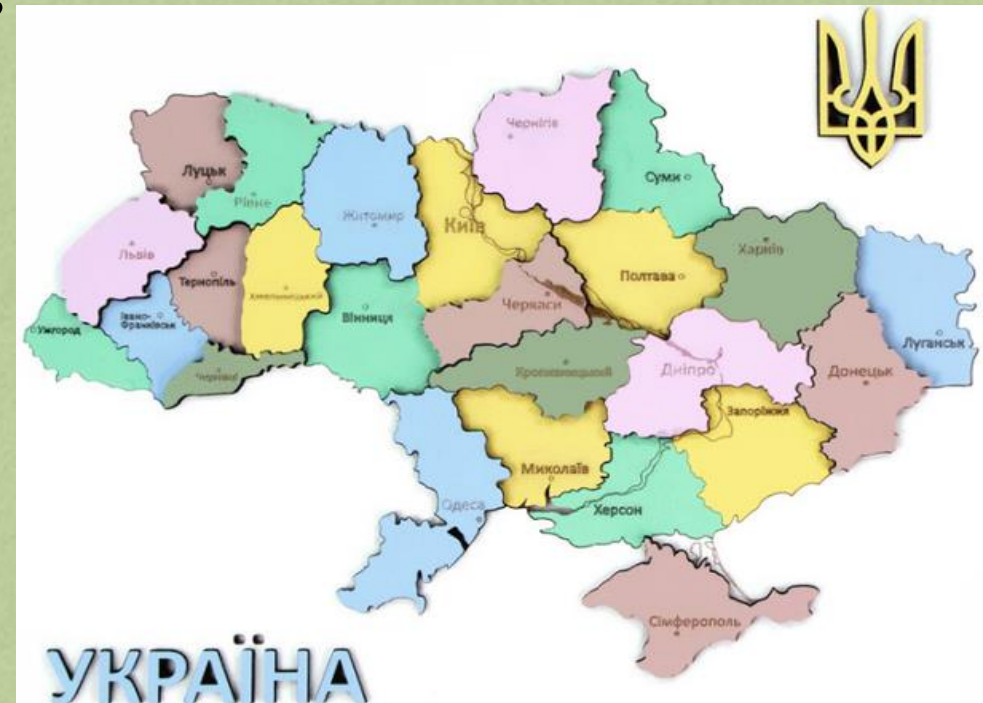 Чернігів
Луцьк
Суми
Рівне
Житомир
Київ
Львів
Харків
Тернопіль
Полтава
Хмельницький
Черкаси
Івано-
Франківськ
Вінниця
Ужгород
Луганськ
Чернівці
Кропивницький
Дніпро
Донецьк
Запоріжжя
Миколаїв
Одеса
Херсон
Сімферополь
УКРАЇНА